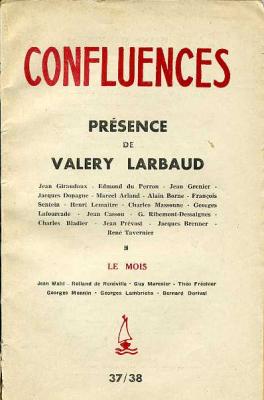 CONFLUENCES
PRÉSENCE
DE
VALERY LARBAUD
Jean Giraudoux - Edmond du Perron - Jean Grenier -
Jacques Dopagne - Marcel Arland - Alain Borne - François
Sentein - Henri Lemaître - Charles Massonne - Georges
Lafourcade - Jean Cassou - G. Ribemont-Dessaignes -
Charles Bladier - Jean Prévost - Jacques Brenner -
René Tavernier
LE MOIS
Jean Wahl - Rolland de Renéville - Guy Marester - Théo Fraenkel
Georges Mounin - Georges Lambrichs - Bernard Dorival
37/38